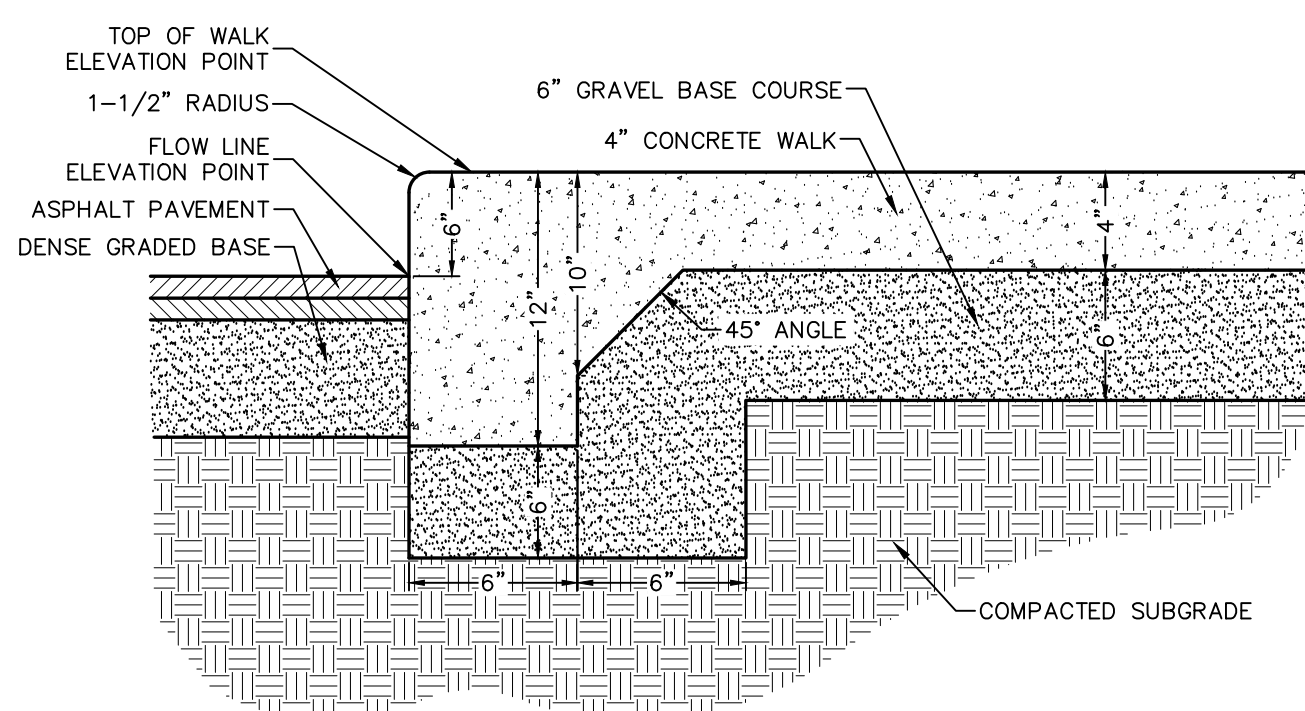 TOP OF WALK
ELEVATION POINT
1-1/2” RADIUS
FLOW LINE
ELEVATION POINT
ASPHALT PAVEMENT
DENSE GRADED BASE
6” GRAVEL BASE COURSE
4” CONCRETE WALK
6”
12”
10”
4”
45° ANGLE
6”
6”
6”
6”
COMPACTED SUBGRADE